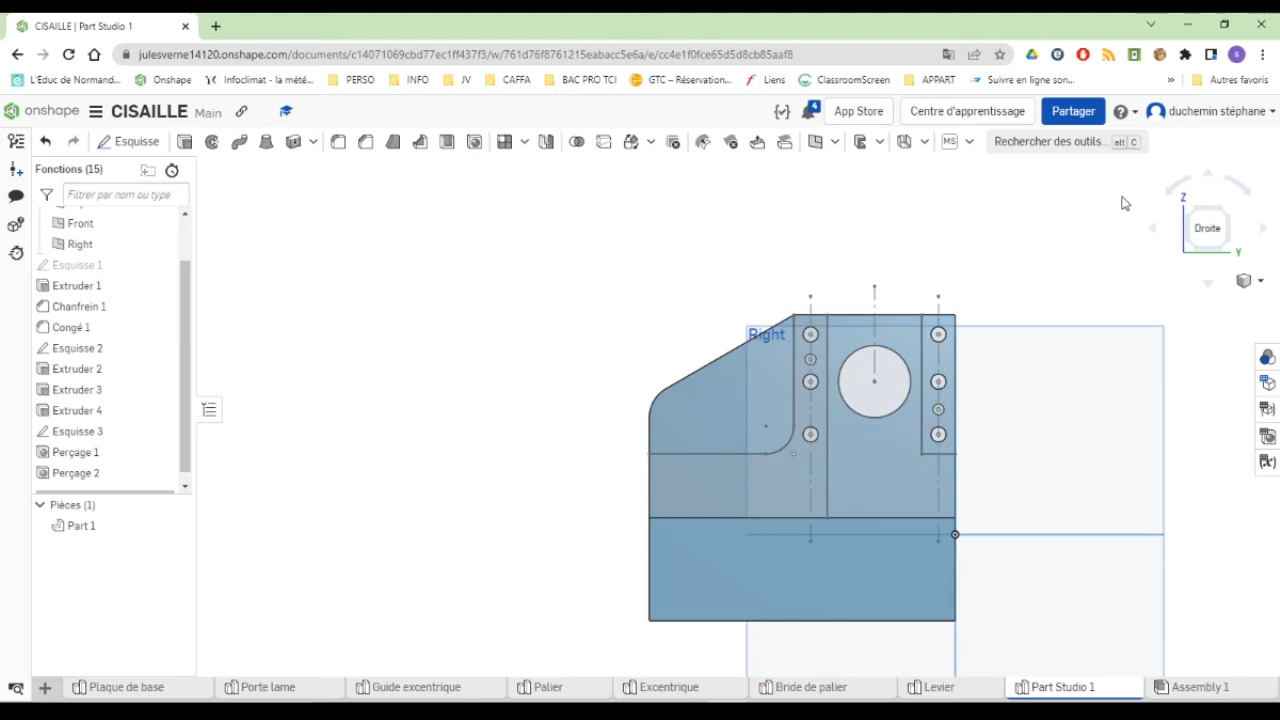 CISAILLE | Part Studio 1
julesverne14120.onshape.com/documents/c14071069cbd77ec1ff437f3/w/761d76f8761215eabacc5e6a/e/cc4e1f0fce65d5d8cb85aaf8
S
L'Educ de Normand... Onshape Infoclimat - la mété... PERSO INFO JV CAFFA BAC PRO TCI GTC – Réservation... Liens ClassroomScreen APPART Suivre en ligne son... » Autres favoris
onshape CISAILLE Main 4 App Store Centre d'apprentissage Partager duchemin stéphane
Esquisse MS Rechercher des outils... alt C
Fonctions (15)
Filtrer par nom ou type
Front
Right
Esquisse 1
Extruder 1
Chanfrein 1
Congé 1
Esquisse 2
Extruder 2
Extruder 3
Extruder 4
Esquisse 3
Perçage 1
Perçage 2
Pièces (1)
Part 1
Z
Droite
Y
Right
Plaque de base Porte lame Guide excentrique Palier Excentrique Bride de palier Levier Part Studio 1 Assembly 1